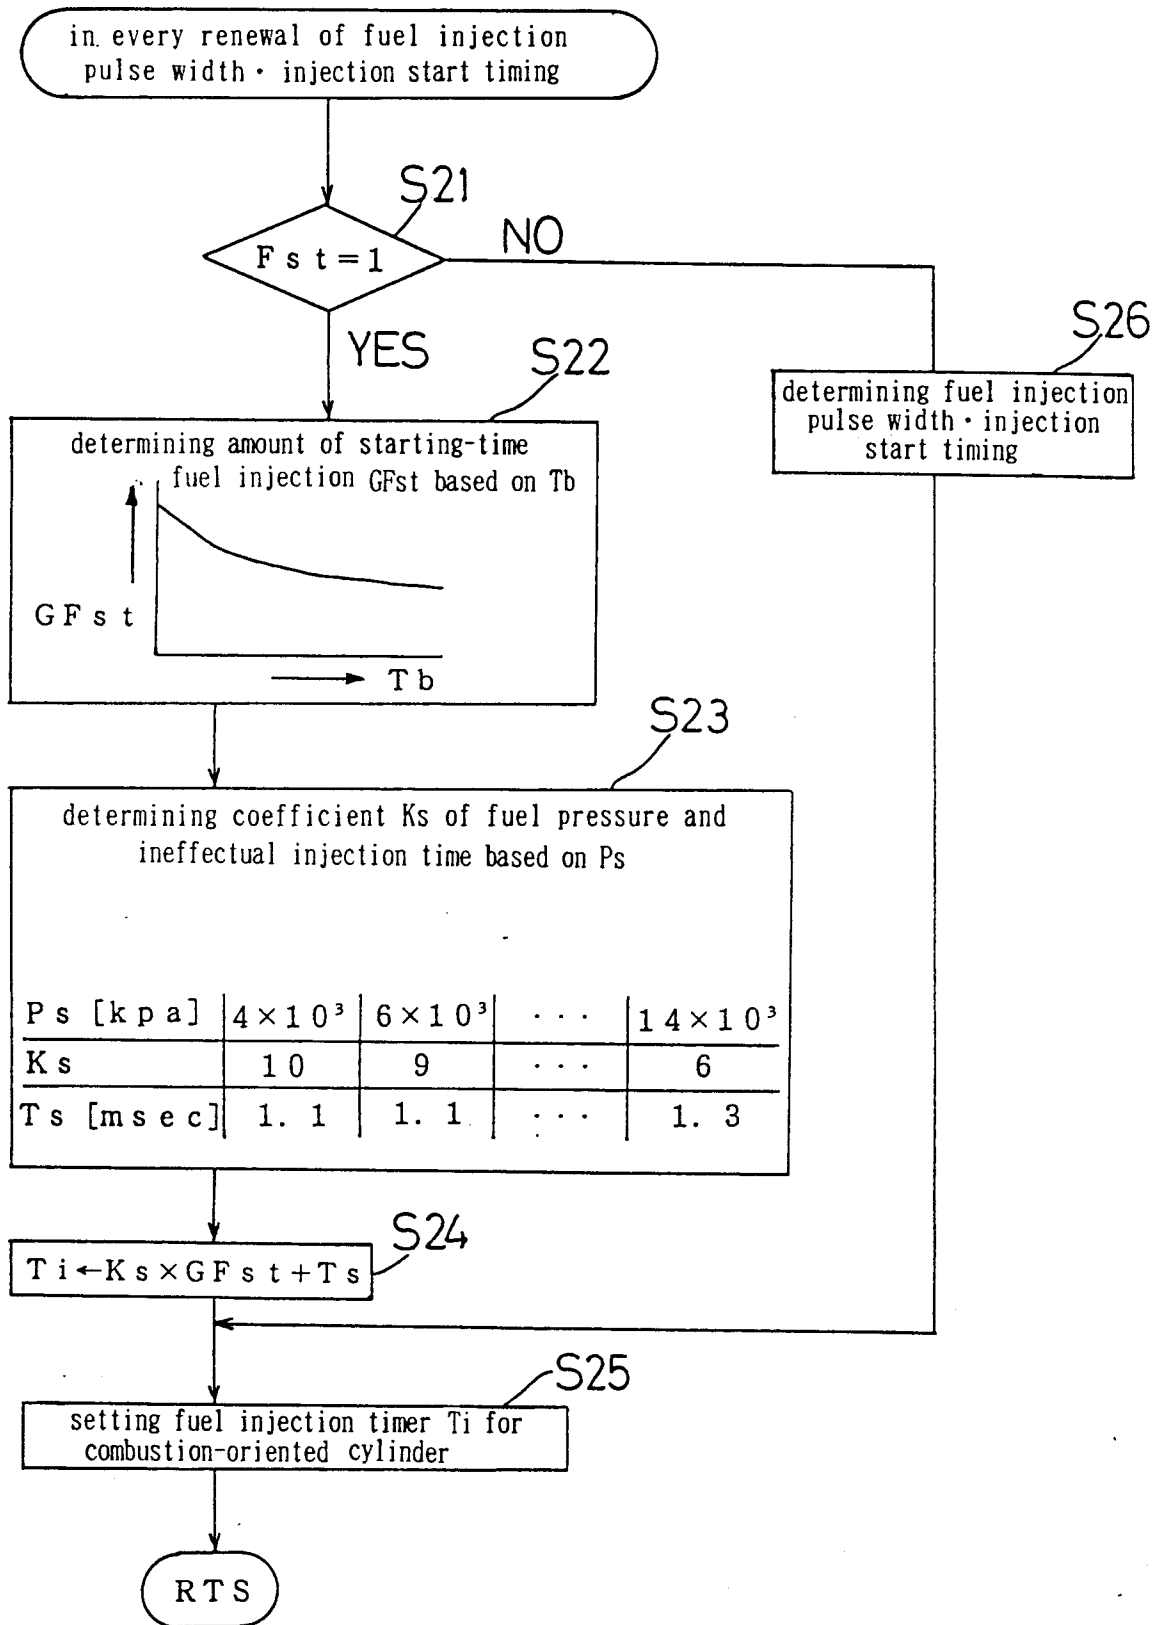 in every renewal of fuel injection
pulse width・injection start timing
S21
Fst=1
NO
YES
S22
S26
determining fuel injection
pulse width・injection
start timing
determining amount of starting-time
fuel injection GFst based on Tb
GFst
Tb
S23
determining coefficient Ks of fuel pressure and
ineffectual injection time based on Ps
Ps [kpa] 4×10³ 6×10³ ··· 14×10³
Ks 10 9 ··· 6
Ts [msec] 1.1 1.1 ··· 1.3
S24
Ti←Ks×GFst+Ts
S25
setting fuel injection timer Ti for
combustion-oriented cylinder
RTS